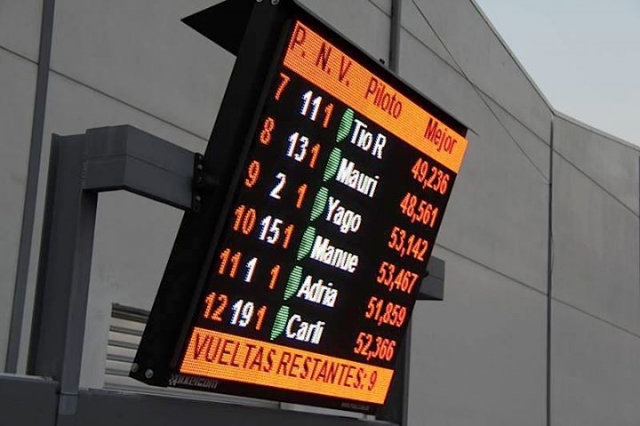 P. N. V. Piloto Mejor
7 11 1 Tio R 49,236
8 13 1 Mauri 48,561
9 2 1 Yago 53,142
10 15 1 Manue 53,467
11 1 1 Adria 51,859
12 19 1 Carli 52,366
VUELTAS RESTANTES: 9